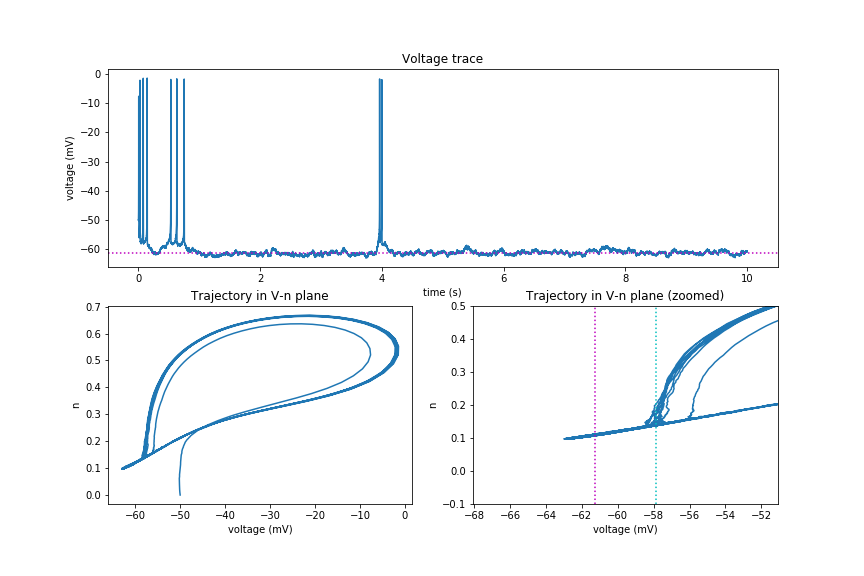 Voltage trace
0
−10
−20
−30
−40
−50
−60
voltage (mV)
0 2 4 6 8 10
time (s)
Trajectory in V-n plane
0.7
0.6
0.5
0.4
0.3
0.2
0.1
0.0
n
−60 −50 −40 −30 −20 −10 0
voltage (mV)
Trajectory in V-n plane (zoomed)
0.5
0.4
0.3
0.2
0.1
0.0
−0.1
n
−68 −66 −64 −62 −60 −58 −56 −54 −52
voltage (mV)